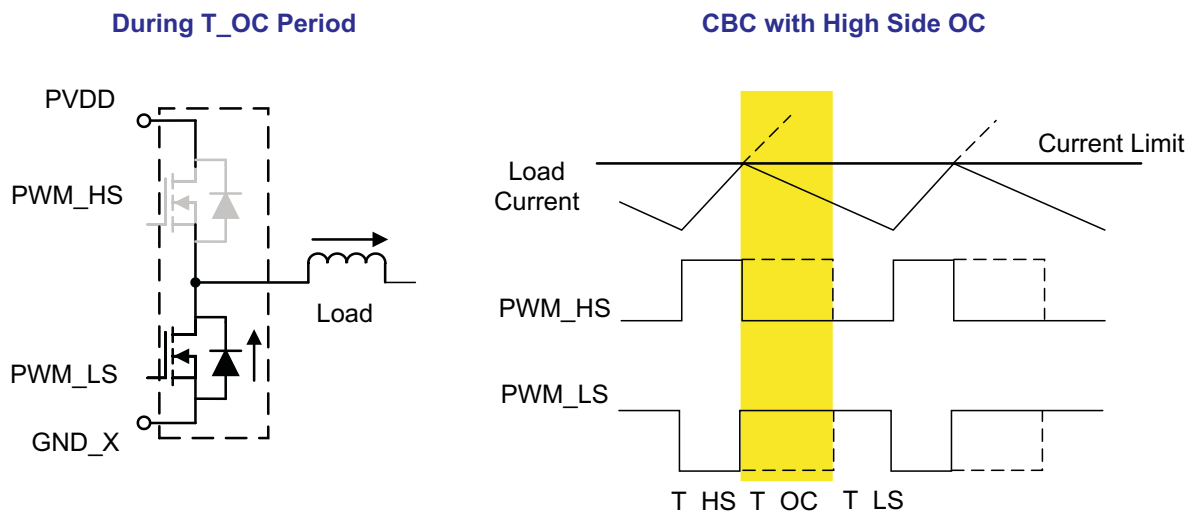 During T_OC Period
CBC with High Side OC
PVDD
PWM_HS
Load
PWM_LS
GND_X
Current Limit
Load
Current
PWM_HS
PWM_LS
T HS T OC T LS